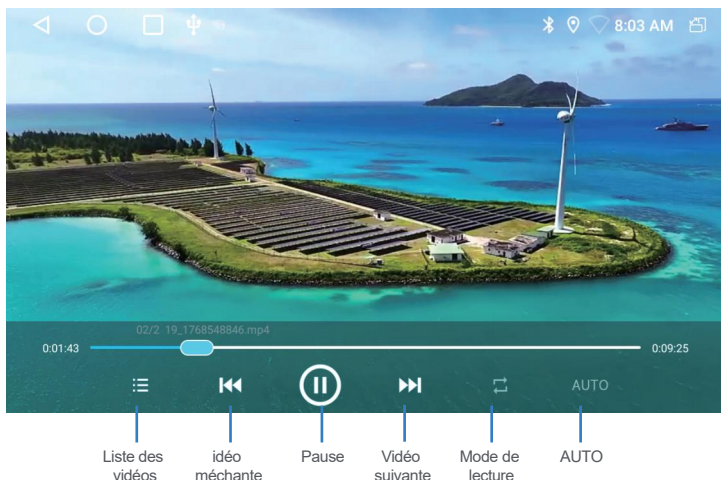 8:03 AM
02/2 19_1768548846.mp4
0:01:43
0:09:25
AUTO
Liste des vidéos
idéo méchante
Pause
Vidéo suivante
Mode de lecture
AUTO